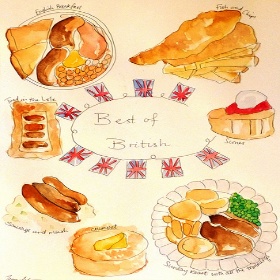 English Breakfast
Fish and Chips
Toad in the hole
Best of
British
Scones
Sausage and mash
Crumpet
Sunday Roast with all the trimmings